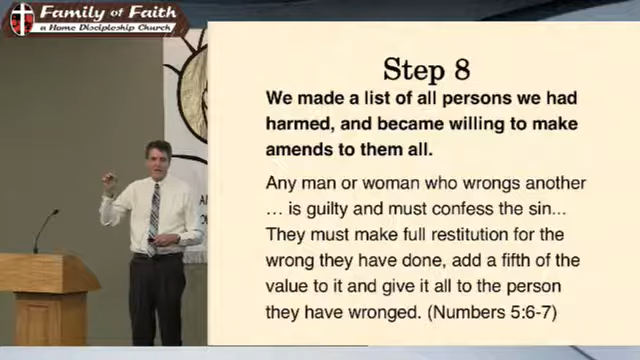 Family of Faith
a Home Discipleship Church
Step 8
We made a list of all persons we had
harmed, and became willing to make
amends to them all.
Any man or woman who wrongs another
... is guilty and must confess the sin...
They must make full restitution for the
wrong they have done, add a fifth of the
value to it and give it all to the person
they have wronged. (Numbers 5:6-7)